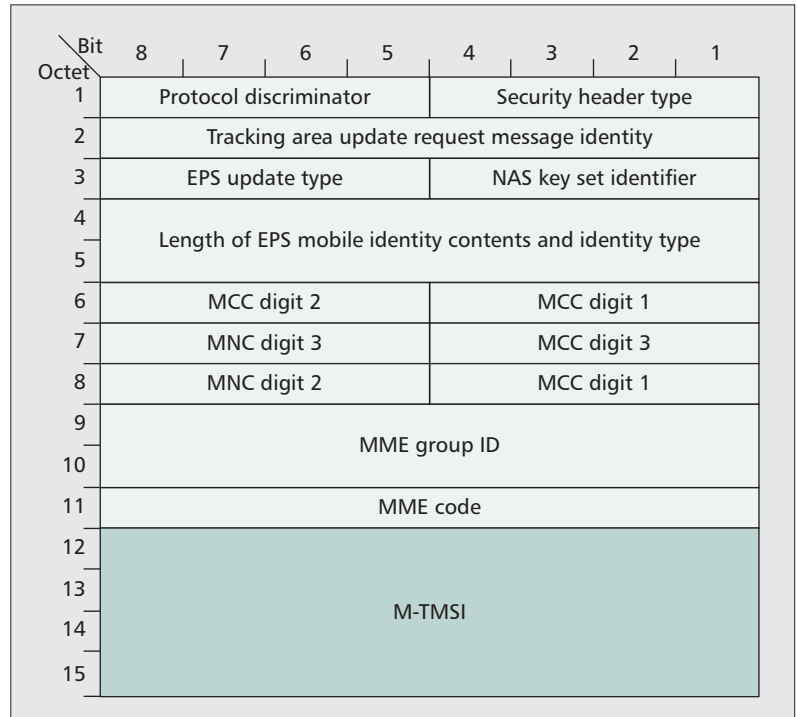 Bit 8 7 6 5 4 3 2 1
Octet
1 Protocol discriminator Security header type
2 Tracking area update request message identity
3 EPS update type NAS key set identifier
4
Length of EPS mobile identity contents and identity type
5
6 MCC digit 2 MCC digit 1
7 MNC digit 3 MCC digit 3
8 MNC digit 2 MCC digit 1
9
MME group ID
10
11 MME code
12
13
M-TMSI
14
15